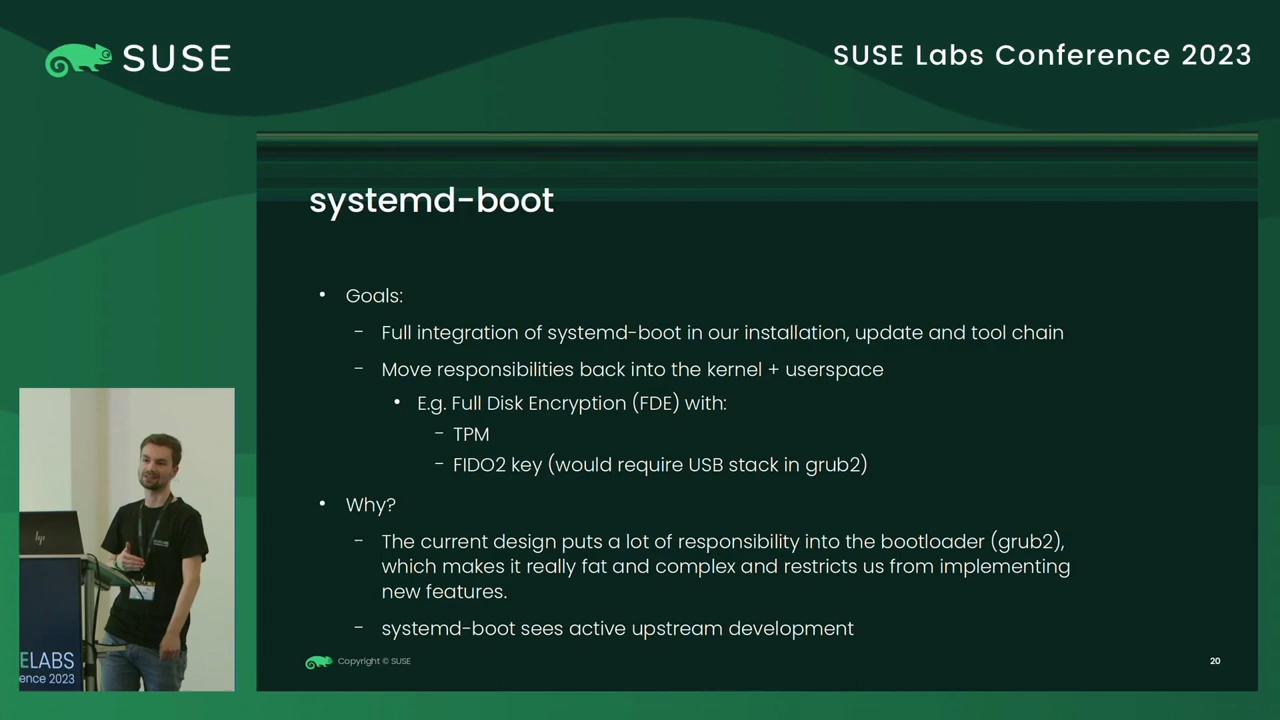 SUSE
SUSE Labs Conference 2023
systemd-boot
• Goals:
– Full integration of systemd-boot in our installation, update and tool chain
– Move responsibilities back into the kernel + userspace
• E.g. Full Disk Encryption (FDE) with:
– TPM
– FIDO2 key (would require USB stack in grub2)
• Why?
– The current design puts a lot of responsibility into the bootloader (grub2),
which makes it really fat and complex and restricts us from implementing
new features.
– systemd-boot sees active upstream development
Copyright © SUSE
20
hp
ELABS
ence 2023